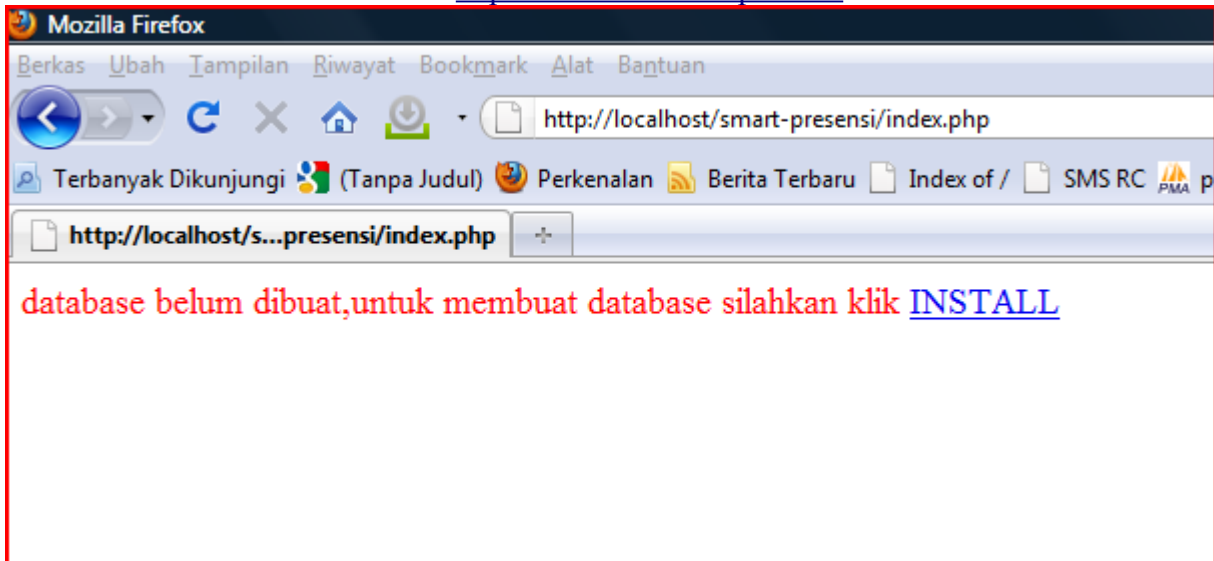 Mozilla Firefox
Berkas Ubah Tampilan Riwayat Bookmark Alat Bantuan
http://localhost/smart-presensi/index.php
Terbanyak Dikunjungi (Tanpa Judul) Perkenalan Berita Terbaru Index of / SMS RC PMA p
http://localhost/s...presensi/index.php
database belum dibuat,untuk membuat database silahkan klik INSTALL